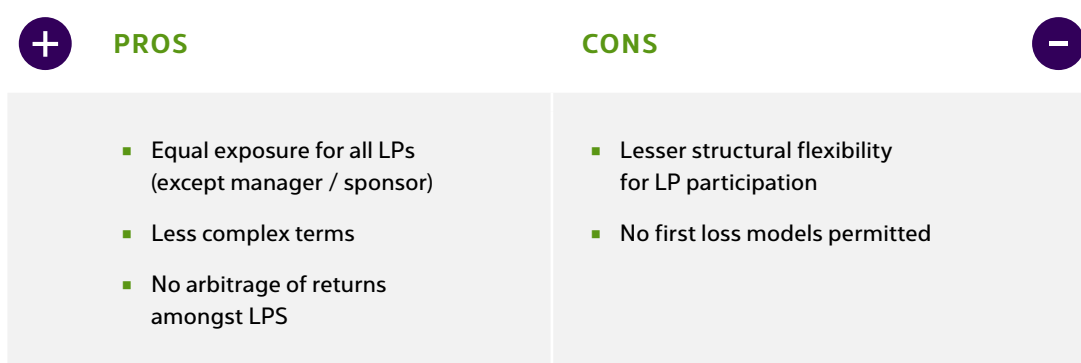 PROS
Equal exposure for all LPs
(except manager / sponsor)
Less complex terms
No arbitrage of returns
amongst LPS
CONS
Lesser structural flexibility
for LP participation
No first loss models permitted